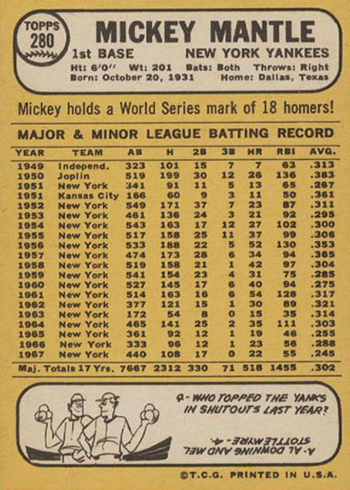 TOPPS
280
MICKEY MANTLE
1st BASE NEW YORK YANKEES
Ht: 6'0" Wt: 201 Bats: Both Throws: Right
Born: October 20, 1931 Home: Dallas, Texas
Mickey holds a World Series mark of 18 homers!
MAJOR & MINOR LEAGUE BATTING RECORD
YEAR TEAM AB H 2B 3B HR RBI AVG.
1949 Independ. 323 101 15 7 7 63 .313
1950 Joplin 519 199 30 12 26 136 .383
1951 New York 341 91 11 5 13 65 .267
1951 Kansas City 166 60 9 3 11 50 .361
1952 New York 549 171 37 7 23 87 .311
1953 New York 461 136 24 3 21 92 .295
1954 New York 543 163 17 12 27 102 .300
1955 New York 517 158 25 11 37 99 .306
1956 New York 533 188 22 5 52 130 .353
1957 New York 474 173 28 6 34 94 .365
1958 New York 519 158 21 1 42 97 .304
1959 New York 541 154 23 4 31 75 .285
1960 New York 527 145 17 6 40 94 .275
1961 New York 514 163 16 6 54 128 .317
1962 New York 377 121 15 1 30 89 .321
1963 New York 172 54 8 0 15 35 .314
1964 New York 465 141 25 2 35 111 .303
1965 New York 361 92 12 1 19 46 .255
1966 New York 333 96 12 1 23 56 .288
1967 New York 440 108 17 0 22 55 .245
Maj. Totals 17 Yrs. 7667 2312 330 71 518 1455 .302
Q- WHO TOPPED THE YANKS
IN SHUTOUTS LAST YEAR?
A. AL DOWNING AND MEL
STOTTLEMYRE - 4.
©T.C.G. PRINTED IN U.S.A.